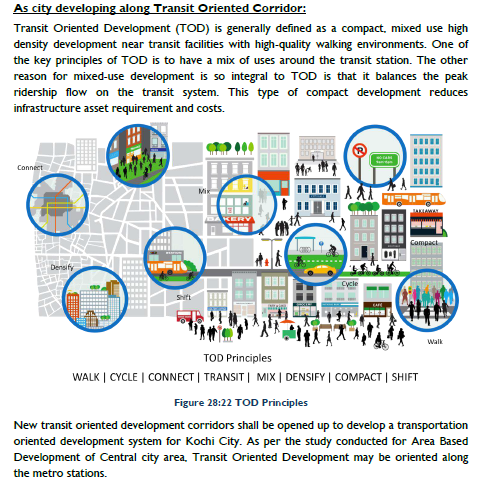 As city developing along Transit Oriented Corridor:
Transit Oriented Development (TOD) is generally defined as a compact, mixed use high
density development near transit facilities with high-quality walking environments. One of
the key principles of TOD is to have a mix of uses around the transit station. The other
reason for mixed-use development is so integral to TOD is that it balances the peak
ridership flow on the transit system. This type of compact development reduces
infrastructure asset requirement and costs.
Connect
Mix
KERY
TAKEAWAY
Compact
Densify
Shift
Cycle
CAFE
Walk
TOD Principles
WALK | CYCLE | CONNECT | TRANSIT | MIX | DENSIFY | COMPACT | SHIFT
Figure 28:22 TOD Principles
New transit oriented development corridors shall be opened up to develop a transportation
oriented development system for Kochi City. As per the study conducted for Area Based
Development of Central city area, Transit Oriented Development may be oriented along
the metro stations.